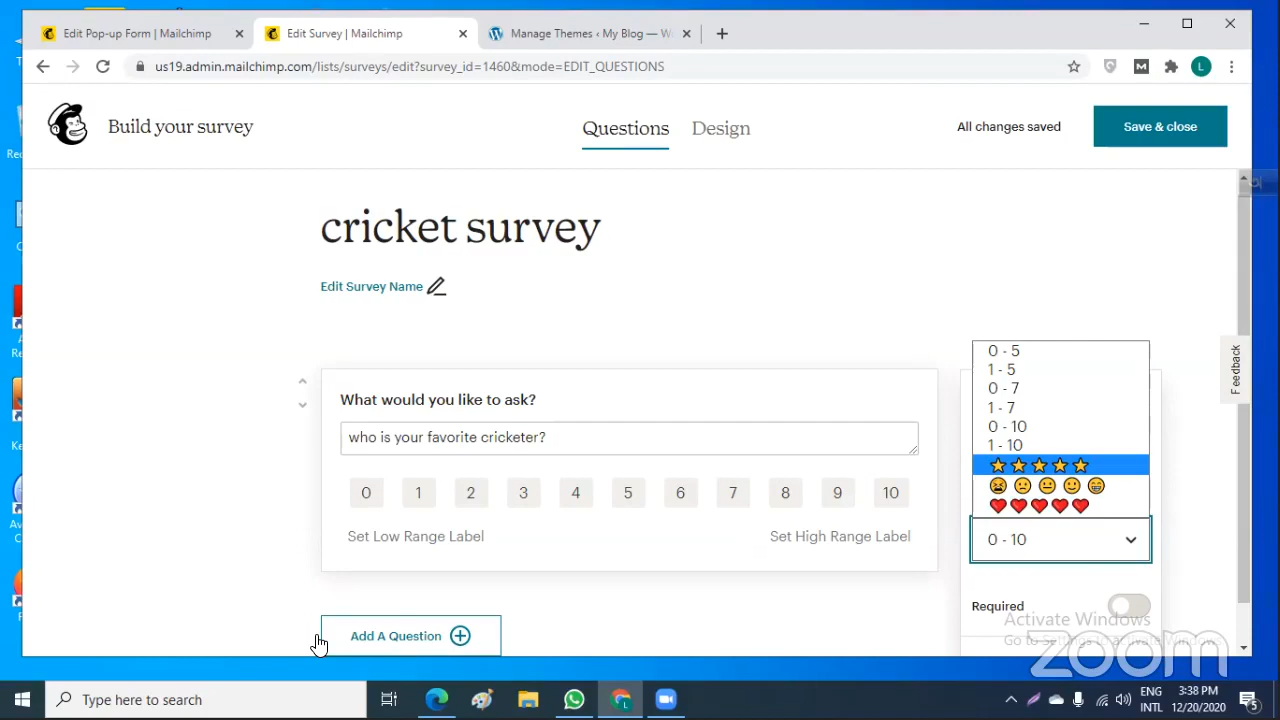 Edit Pop-up Form | Mailchimp
Edit Survey | Mailchimp
Manage Themes ‹ My Blog — W
us19.admin.mailchimp.com/lists/surveys/edit?survey_id=1460&mode=EDIT_QUESTIONS
M
L
Build your survey
Questions
Design
All changes saved
Save & close
cricket survey
Edit Survey Name
Feedback
0 - 5
1 - 5
0 - 7
1 - 7
0 - 10
1 - 10
What would you like to ask?
who is your favorite cricketer?
0 1 2 3 4 5 6 7 8 9 10
Set Low Range Label
Set High Range Label
0 - 10
Required
Add A Question
Activate Windows
zoom
Type here to search
ENG
INTL
3:38 PM
12/20/2020
5